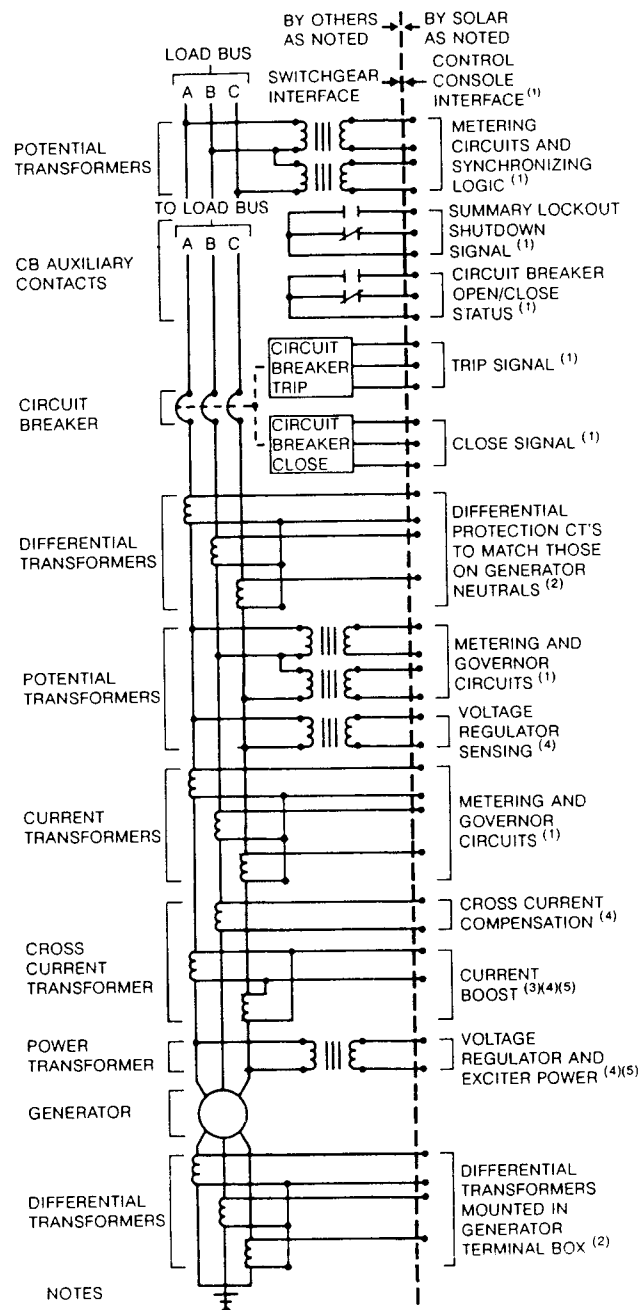 BY OTHERS
AS NOTED
BY SOLAR
AS NOTED
LOAD BUS
A B C
SWITCHGEAR
INTERFACE
CONTROL
CONSOLE
INTERFACE (1)
POTENTIAL
TRANSFORMERS
METERING
CIRCUITS AND
SYNCHRONIZING
LOGIC (1)
TO LOAD BUS
A B C
CB AUXILIARY
CONTACTS
SUMMARY LOCKOUT
SHUTDOWN
SIGNAL (1)
CIRCUIT BREAKER
OPEN/CLOSE
STATUS (1)
CIRCUIT
BREAKER
TRIP
TRIP SIGNAL (1)
CIRCUIT
BREAKER
CIRCUIT
BREAKER
CLOSE
CLOSE SIGNAL (1)
DIFFERENTIAL
TRANSFORMERS
DIFFERENTIAL
PROTECTION CT'S
TO MATCH THOSE
ON GENERATOR
NEUTRALS (2)
POTENTIAL
TRANSFORMERS
METERING AND
GOVERNOR
CIRCUITS (1)
VOLTAGE
REGULATOR
SENSING (4)
CURRENT
TRANSFORMERS
METERING AND
GOVERNOR
CIRCUITS (1)
CROSS
CURRENT
TRANSFORMER
CROSS CURRENT
COMPENSATION (4)
CURRENT
BOOST (3)(4)(5)
POWER
TRANSFORMER
VOLTAGE
REGULATOR AND
EXCITER POWER (4)(5)
GENERATOR
DIFFERENTIAL
TRANSFORMERS
DIFFERENTIAL
TRANSFORMERS
MOUNTED IN
GENERATOR
TERMINAL BOX (2)
NOTES